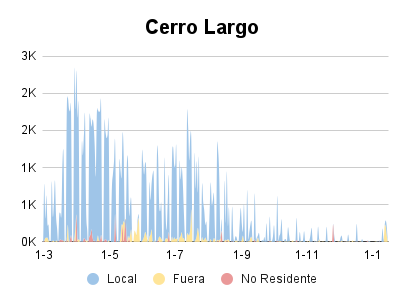 Cerro Largo
3K
2K
2K
1K
1K
0K
1-3
1-5
1-7
1-9
1-11
1-1
Local
Fuera
No Residente